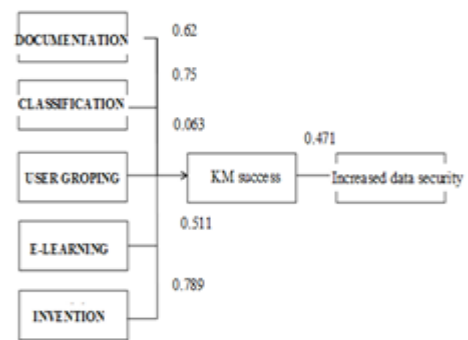 DOCUMENTATION
0.62
0.75
CLASSIFICATION
0.063
0.471
USER GROPING
KM success
Increased data security
0.511
E-LEARNING
0.789
INVENTION